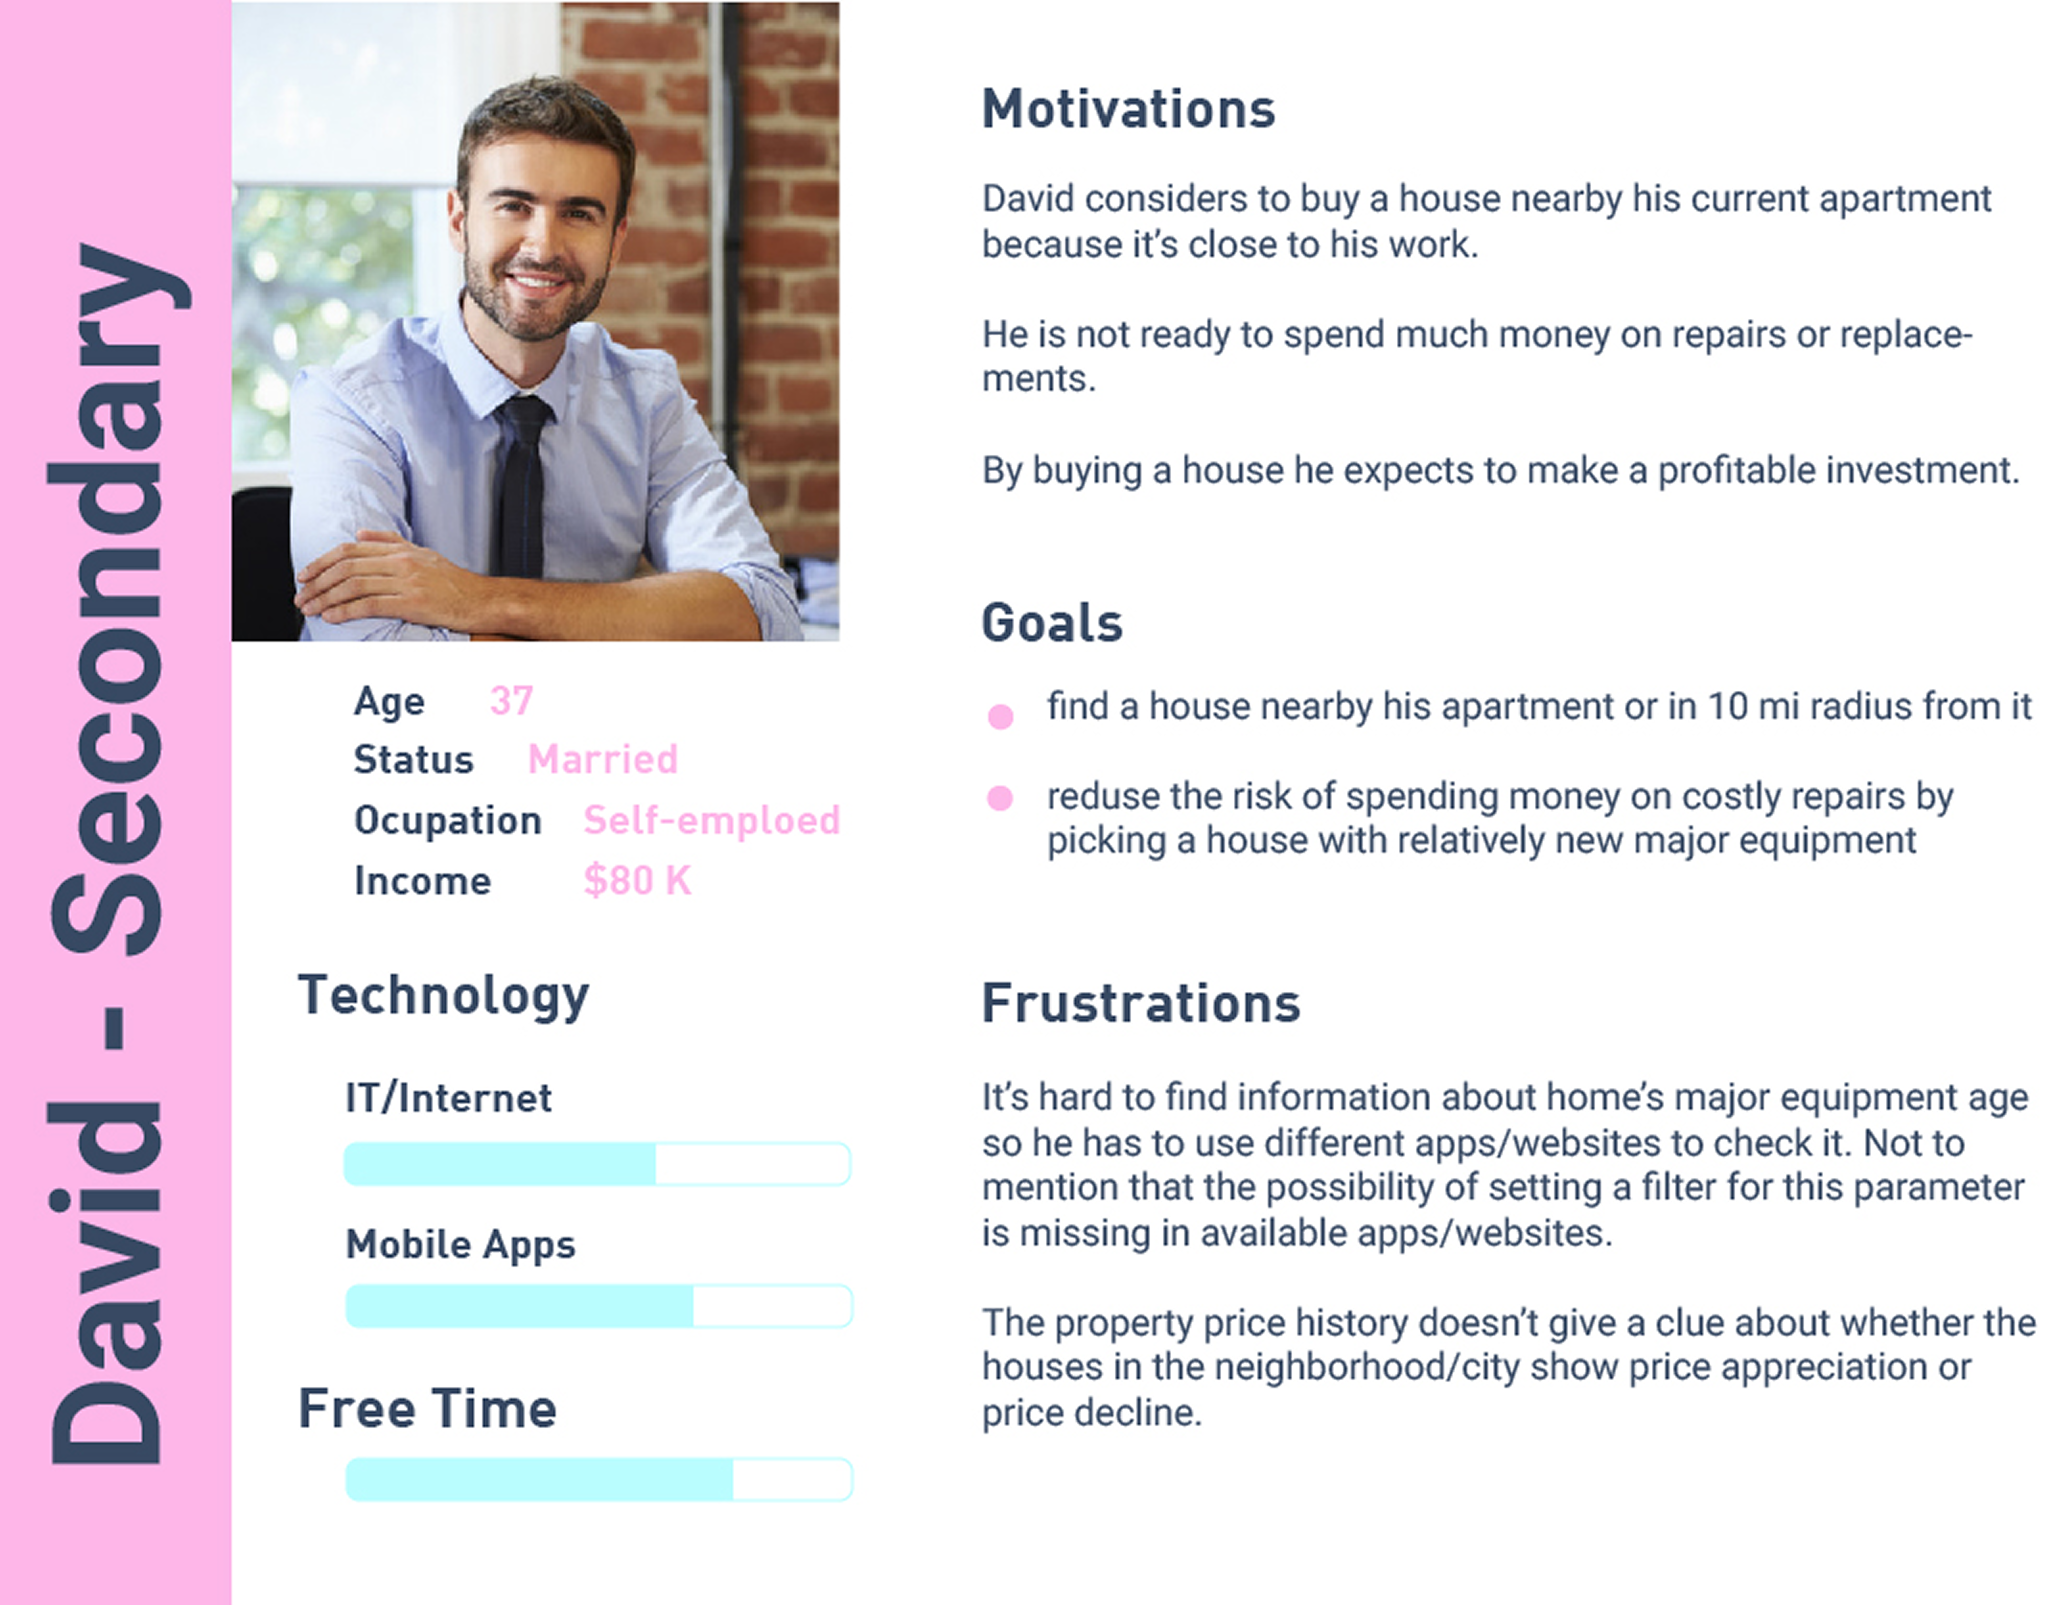 David - Secondary
Age 37
Status Married
Ocupation Self-emploed
Income $80 K
Technology
IT/Internet
Mobile Apps
Free Time
Motivations
David considers to buy a house nearby his current apartment
because it's close to his work.
He is not ready to spend much money on repairs or replace-
ments.
By buying a house he expects to make a profitable investment.
Goals
find a house nearby his apartment or in 10 mi radius from it
reduse the risk of spending money on costly repairs by
picking a house with relatively new major equipment
Frustrations
It's hard to find information about home's major equipment age
so he has to use different apps/websites to check it. Not to
mention that the possibility of setting a filter for this parameter
is missing in available apps/websites.
The property price history doesn't give a clue about whether the
houses in the neighborhood/city show price appreciation or
price decline.